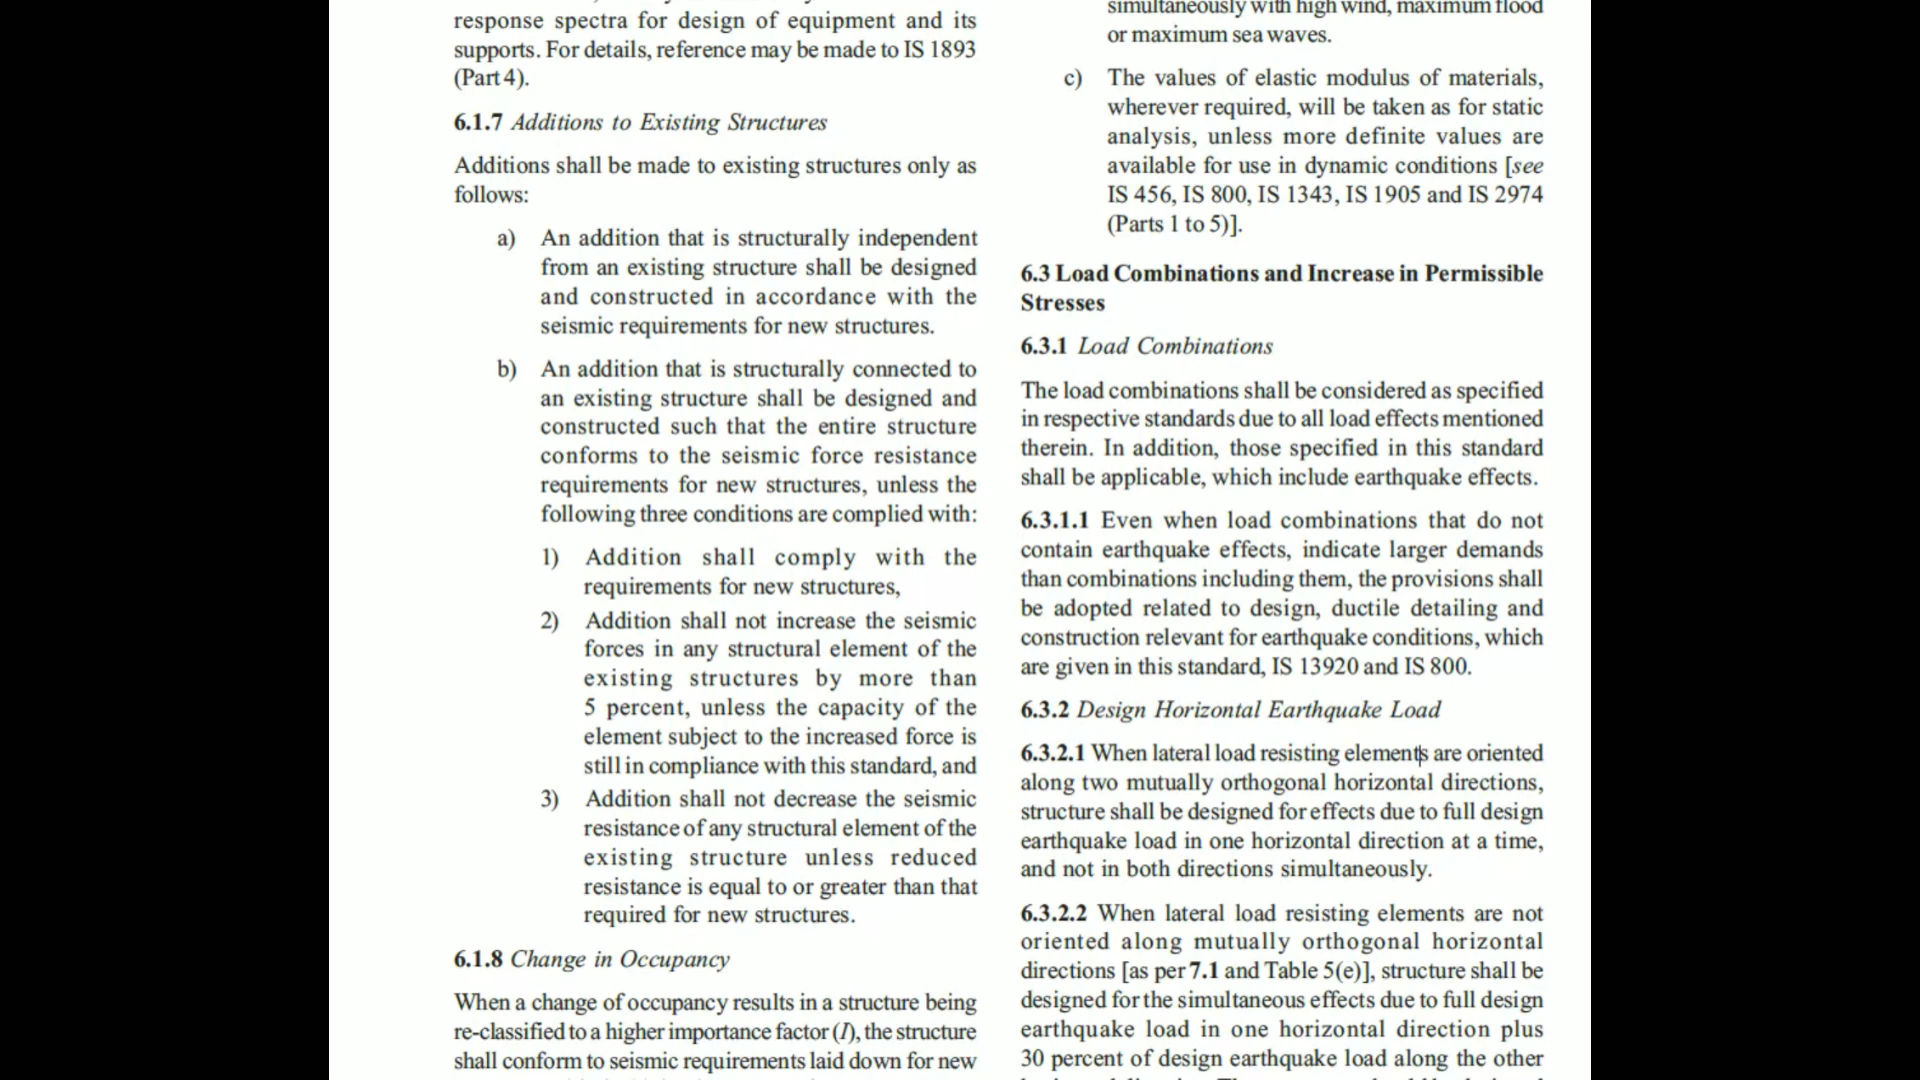 response spectra for design of equipment and its
supports. For details, reference may be made to IS 1893
(Part 4).
6.1.7 Additions to Existing Structures
Additions shall be made to existing structures only as
follows:
a) An addition that is structurally independent
from an existing structure shall be designed
and constructed in accordance with the
seismic requirements for new structures.
b) An addition that is structurally connected to
an existing structure shall be designed and
constructed such that the entire structure
conforms to the seismic force resistance
requirements for new structures, unless the
following three conditions are complied with:
1) Addition shall comply with the
requirements for new structures,
2) Addition shall not increase the seismic
forces in any structural element of the
existing structures by more than
5 percent, unless the capacity of the
element subject to the increased force is
still in compliance with this standard, and
3) Addition shall not decrease the seismic
resistance of any structural element of the
existing structure unless reduced
resistance is equal to or greater than that
required for new structures.
6.1.8 Change in Occupancy
When a change of occupancy results in a structure being
re-classified to a higher importance factor (I), the structure
shall conform to seismic requirements laid down for new
simultaneously with high wind, maximum flood
or maximum sea waves.
c) The values of elastic modulus of materials,
wherever required, will be taken as for static
analysis, unless more definite values are
available for use in dynamic conditions [see
IS 456, IS 800, IS 1343, IS 1905 and IS 2974
(Parts 1 to 5)].
6.3 Load Combinations and Increase in Permissible
Stresses
6.3.1 Load Combinations
The load combinations shall be considered as specified
in respective standards due to all load effects mentioned
therein. In addition, those specified in this standard
shall be applicable, which include earthquake effects.
6.3.1.1 Even when load combinations that do not
contain earthquake effects, indicate larger demands
than combinations including them, the provisions shall
be adopted related to design, ductile detailing and
construction relevant for earthquake conditions, which
are given in this standard, IS 13920 and IS 800.
6.3.2 Design Horizontal Earthquake Load
6.3.2.1 When lateral load resisting elements are oriented
along two mutually orthogonal horizontal directions,
structure shall be designed for effects due to full design
earthquake load in one horizontal direction at a time,
and not in both directions simultaneously.
6.3.2.2 When lateral load resisting elements are not
oriented along mutually orthogonal horizontal
directions [as per 7.1 and Table 5(e)], structure shall be
designed for the simultaneous effects due to full design
earthquake load in one horizontal direction plus
30 percent of design earthquake load along the other